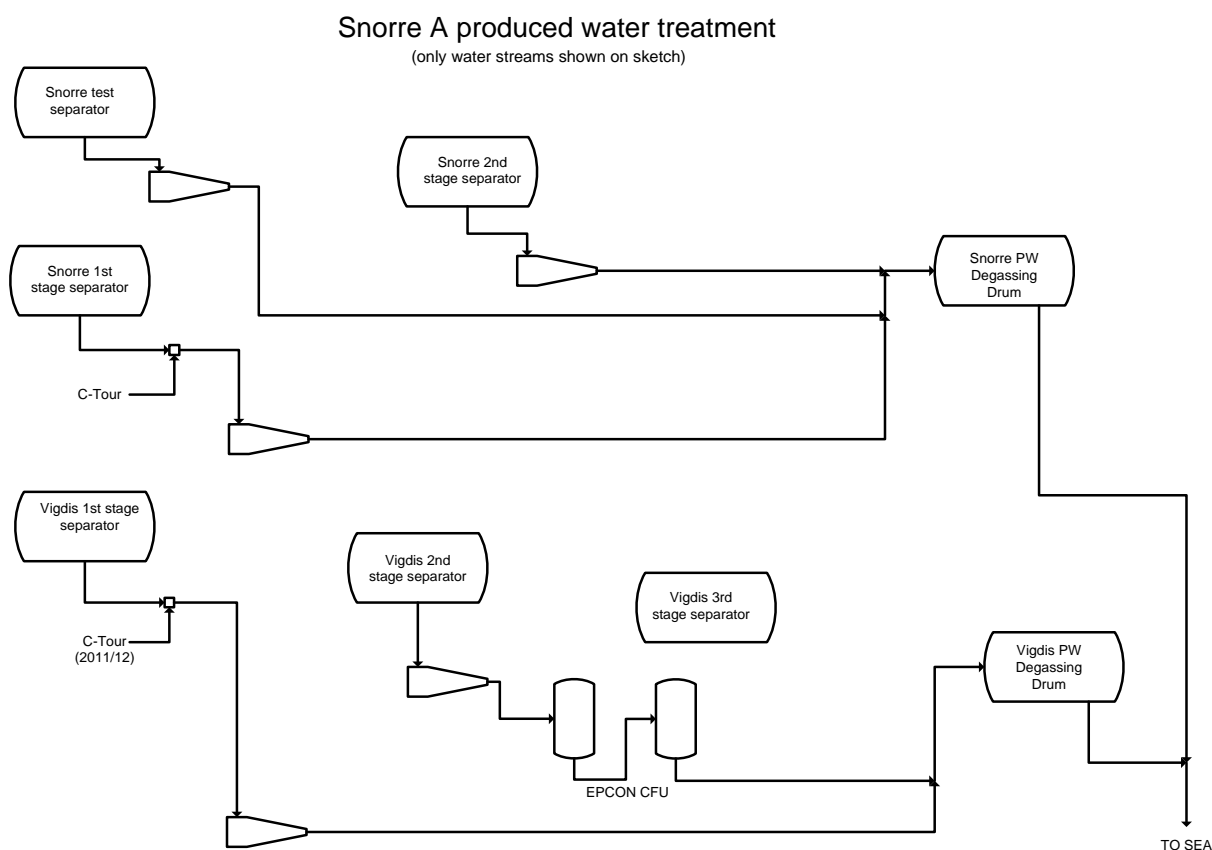 Snorre A produced water treatment
(only water streams shown on sketch)
Snorre test
separator
Snorre 2nd
stage separator
Snorre 1st
stage separator
Snorre PW
Degassing
Drum
C-Tour
Vigdis 1st stage
separator
Vigdis 2nd
stage separator
Vigdis 3rd
stage separator
C-Tour
(2011/12)
Vigdis PW
Degassing
Drum
EPCON CFU
TO SEA